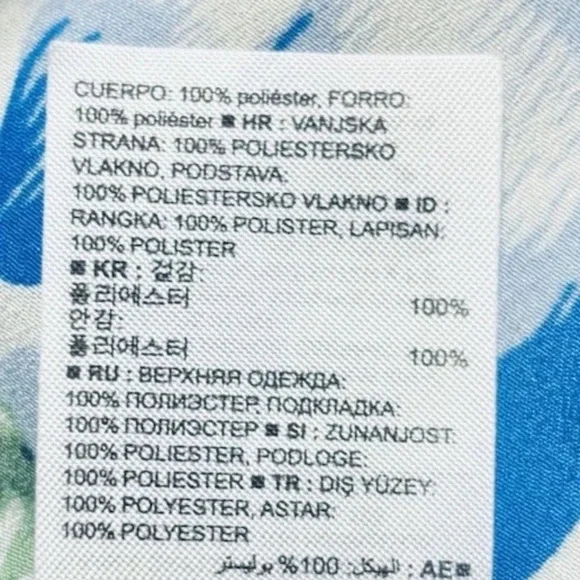 CUERPO: 100% poliéster, FORRO:
100% poliéster ▪ HR : VANJSKA
STRANA: 100% POLIESTERSKO
VLAKNO, PODSTAVA:
100% POLIESTERSKO VLAKNO ▪ ID :
RANGKA: 100% POLISTER, LAPISAN:
100% POLISTER
▪ KR : 겉감:
폴리에스터 100%
안감:
폴리에스터 100%
▪ RU : ВЕРХНЯЯ ОДЕЖДА:
100% ПОЛИЭСТЕР, ПОДКЛАДКА:
100% ПОЛИЭСТЕР ▪ SI : ZUNANJOST:
100% POLIESTER, PODLOGE:
100% POLIESTER ▪ TR : DIŞ YÜZEY:
100% POLYESTER, ASTAR:
100% POLYESTER
▪ AE : الهيكل: 100% بوليستر